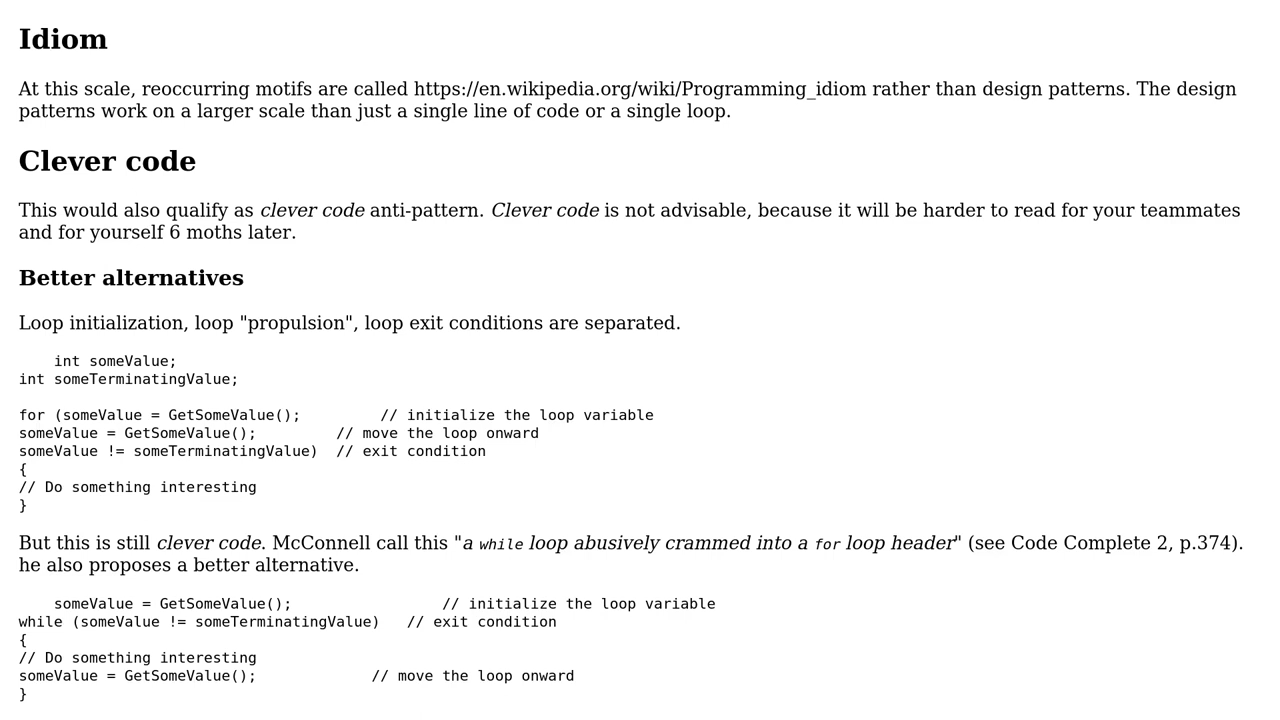 Idiom
At this scale, reoccurring motifs are called https://en.wikipedia.org/wiki/Programming_idiom rather than design patterns. The design
patterns work on a larger scale than just a single line of code or a single loop.
Clever code
This would also qualify as clever code anti-pattern. Clever code is not advisable, because it will be harder to read for your teammates
and for yourself 6 moths later.
Better alternatives
Loop initialization, loop "propulsion", loop exit conditions are separated.
    int someValue;
int someTerminatingValue;

for (someValue = GetSomeValue();         // initialize the loop variable
someValue = GetSomeValue();         // move the loop onward
someValue != someTerminatingValue)  // exit condition
{
// Do something interesting
}
But this is still clever code. McConnell call this "a while loop abusively crammed into a for loop header" (see Code Complete 2, p.374).
he also proposes a better alternative.
    someValue = GetSomeValue();                 // initialize the loop variable
while (someValue != someTerminatingValue)   // exit condition
{
// Do something interesting
someValue = GetSomeValue();             // move the loop onward
}